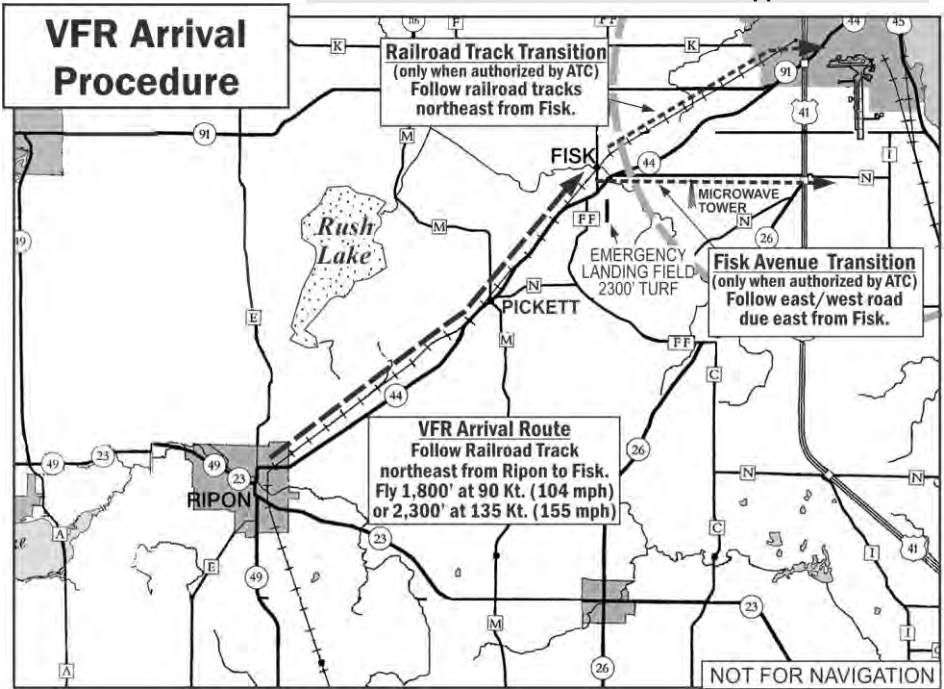 VFR Arrival
Procedure
116
F
FF
44
45
K
K
Railroad Track Transition
(only when authorized by ATC)
Follow railroad tracks
northeast from Fisk.
91
41
91
M
M
FISK
44
I
N
MICROWAVE
TOWER
N
FF
26
Rush
Lake
M
49
EMERGENCY
LANDING FIELD
2300' TURF
Fisk Avenue Transition
(only when authorized by ATC)
Follow east/west road
due east from Fisk.
N
PICKETT
E
M
FF
C
44
VFR Arrival Route
Follow Railroad Track
northeast from Ripon to Fisk.
Fly 1,800' at 90 Kt. (104 mph)
or 2,300' at 135 Kt. (155 mph)
26
49
23
49
23
RIPON
N
N
A
E
23
C
41
I
49
M
23
I
A
26
NOT FOR NAVIGATION